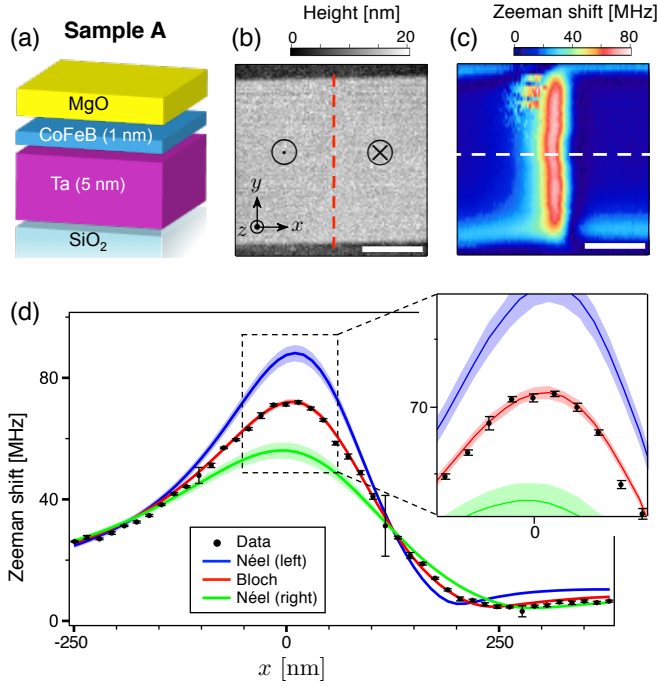 (a) Sample A
MgO
CoFeB (1 nm)
Ta (5 nm)
SiO₂
(b) Height [nm]
0 20
y
z x
(c) Zeeman shift [MHz]
0 40 80
(d)
80
40
0
Zeeman shift [MHz]
-250 0 250
x [nm]
Data
Néel (left)
Bloch
Néel (right)
70
0